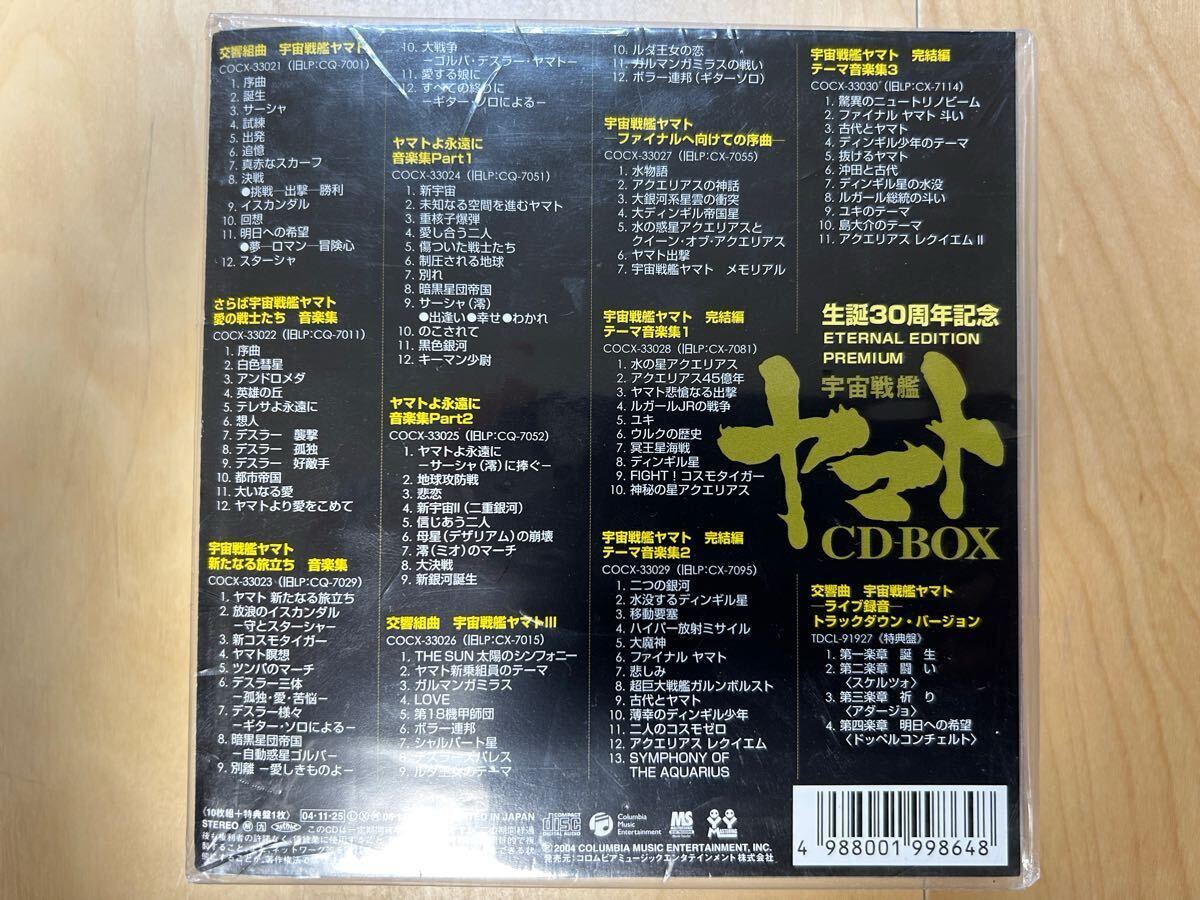 交響組曲　宇宙戦艦ヤマト
COCX-33021（旧LP:CQ-7001）
1. 序曲
2. 誕生
3. サーシャ
4. 試練
5. 出発
6. 追憶
7. 真赤なスカーフ
8. 決戦
●挑戦―出撃―勝利
9. イスカンダル
10. 回想
11. 明日への希望
●夢―ロマン―冒険心
12. スターシャ
さらば宇宙戦艦ヤマト
愛の戦士たち　音楽集
COCX-33022（旧LP:CQ-7011）
1. 序曲
2. 白色彗星
3. アンドロメダ
4. 英雄の丘
5. テレサよ永遠に
6. 想人
7. デスラー　襲撃
8. デスラー　孤独
9. デスラー　好敵手
10. 都市帝国
11. 大いなる愛
12. ヤマトより愛をこめて
宇宙戦艦ヤマト
新たなる旅立ち　音楽集
COCX-33023（旧LP:CQ-7029）
1. ヤマト 新たなる旅立ち
2. 放浪のイスカンダル
―守とスターシャー
3. 新コスモタイガー
4. ヤマト瞑想
5. ツンパのマーチ
6. デスラー三体
―孤独・愛・苦悩―
7. デスラー様々
―ギター・ソロによる―
8. 暗黒星団帝国
―自動惑星ゴルバー
9. 別離 ―愛しきものよ―
10. 大戦争
―ゴルバ・デスラー・ヤマト―
11. 愛する娘に
12. すべての終りに
―ギター・ソロによる―
ヤマトよ永遠に
音楽集Part1
COCX-33024（旧LP:CQ-7051）
1. 新宇宙
2. 未知なる空間を進むヤマト
3. 重核子爆弾
4. 愛し合う二人
5. 傷ついた戦士たち
6. 制圧される地球
7. 別れ
8. 暗黒星団帝国
9. サーシャ（澪）
●出逢い●幸せ●わかれ
10. のこされて
11. 黒色銀河
12. キーマン少尉
ヤマトよ永遠に
音楽集Part2
COCX-33025（旧LP:CQ-7052）
1. ヤマトよ永遠に
―サーシャ（澪）に捧ぐ―
2. 地球攻防戦
3. 悲恋
4. 新宇宙II（二重銀河）
5. 信じあう二人
6. 母星（デザリアム）の崩壊
7. 澪（ミオ）のマーチ
8. 大決戦
9. 新銀河誕生
交響組曲　宇宙戦艦ヤマトIII
COCX-33026（旧LP:CX-7015）
1. THE SUN 太陽のシンフォニー
2. ヤマト新乗組員のテーマ
3. ガルマンガミラス
4. LOVE
5. 第18機甲師団
6. ボラー連邦
7. シャルバート星
8. デスラーズパレス
9. ルダ王女のテーマ
10. ルダ王女の恋
11. ガルマンガミラスの戦い
12. ボラー連邦（ギターソロ）
宇宙戦艦ヤマト
―ファイナルへ向けての序曲―
COCX-33027（旧LP:CX-7055）
1. 水物語
2. アクエリアスの神話
3. 大銀河系星雲の衝突
4. 大ディンギル帝国星
5. 水の惑星アクエリアスと
クイーン・オブ・アクエリアス
6. ヤマト出撃
7. 宇宙戦艦ヤマト　メモリアル
宇宙戦艦ヤマト　完結編
テーマ音楽集1
COCX-33028（旧LP:CX-7081）
1. 水の星アクエリアス
2. アクエリアス45億年
3. ヤマト悲愴なる出撃
4. ルガールJRの戦争
5. ユキ
6. ウルクの歴史
7. 冥王星海戦
8. ディンギル星
9. FIGHT！コスモタイガー
10. 神秘の星アクエリアス
宇宙戦艦ヤマト　完結編
テーマ音楽集2
COCX-33029（旧LP:CX-7095）
1. 二つの銀河
2. 水没するディンギル星
3. 移動要塞
4. ハイパー放射ミサイル
5. 大魔神
6. ファイナル ヤマト
7. 悲しみ
8. 超巨大戦艦ガルンボルスト
9. 古代とヤマト
10. 薄幸のディンギル少年
11. 二人のコスモゼロ
12. アクエリアス レクイエム
13. SYMPHONY OF
THE AQUARIUS
宇宙戦艦ヤマト　完結編
テーマ音楽集3
COCX-33030（旧LP:CX-7114）
1. 驚異のニュートリノビーム
2. ファイナル ヤマト 斗い
3. 古代とヤマト
4. ディンギル少年のテーマ
5. 抜けるヤマト
6. 沖田と古代
7. ディンギル星の水没
8. ルガール総統の斗い
9. ユキのテーマ
10. 島大介のテーマ
11. アクエリアス レクイエム II
生誕30周年記念
ETERNAL EDITION
PREMIUM
宇宙戦艦
ヤマト
CD-BOX
交響曲　宇宙戦艦ヤマト
―ライブ録音―
トラックダウン・バージョン
TDCL-91927《特典盤》
1. 第一楽章　誕　生
2. 第二楽章　闘　い
〈スケルツォ〉
3. 第三楽章　祈　り
〈アダージョ〉
4. 第四楽章　明日への希望
〈ドッペルコンチェルト〉
〈10枚組＋特典盤1枚〉 04・11・25
STEREO
IN JAPAN
COMPACT disc DIGITAL AUDIO
Columbia Music Entertainment
MS
MASTERING
℗©2004 COLUMBIA MUSIC ENTERTAINMENT, INC.
発売元：コロムビアミュージックエンタテインメント株式会社
4 988001 998648